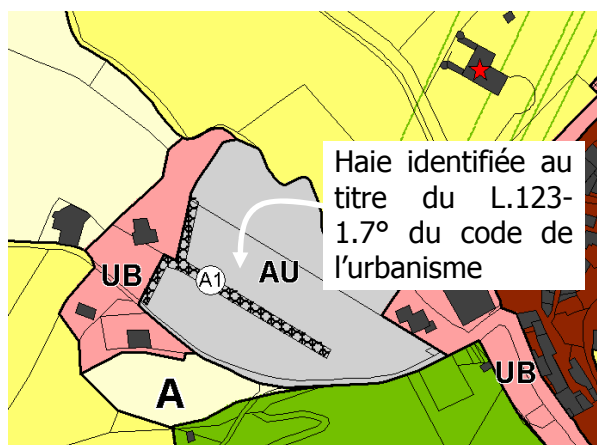 Haie identifiée au
titre du L.123-
1.7° du code de
l'urbanisme
UB
A1
AU
A
UB